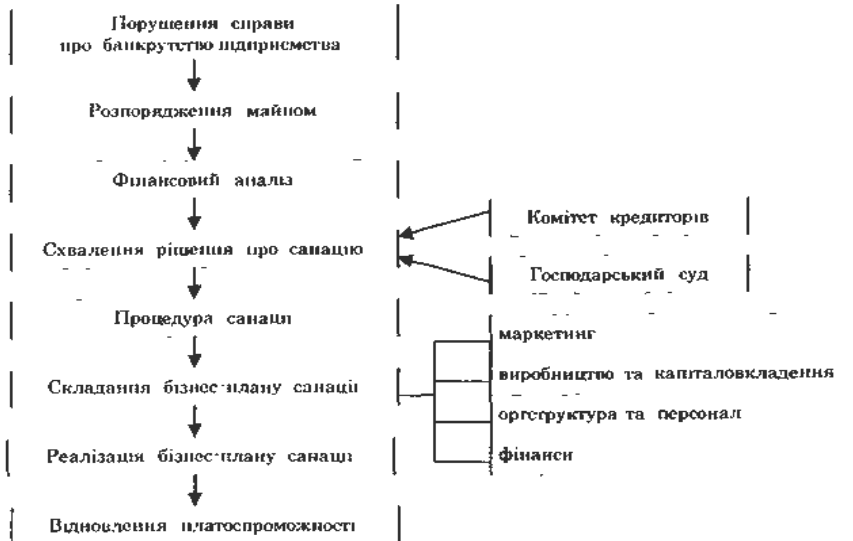 Порушення справи
про банкрутство підприємства
Розпорядження майном
Фінансовий аналіз
Схвалення рішення про санацію
Комітет кредиторів
Господарський суд
Процедура санації
Складання бізнес-плану санації
маркетинг
виробництво та капіталовкладення
оргструктура та персонал
фінанси
Реалізація бізнес-плану санації
Відновлення платоспроможності